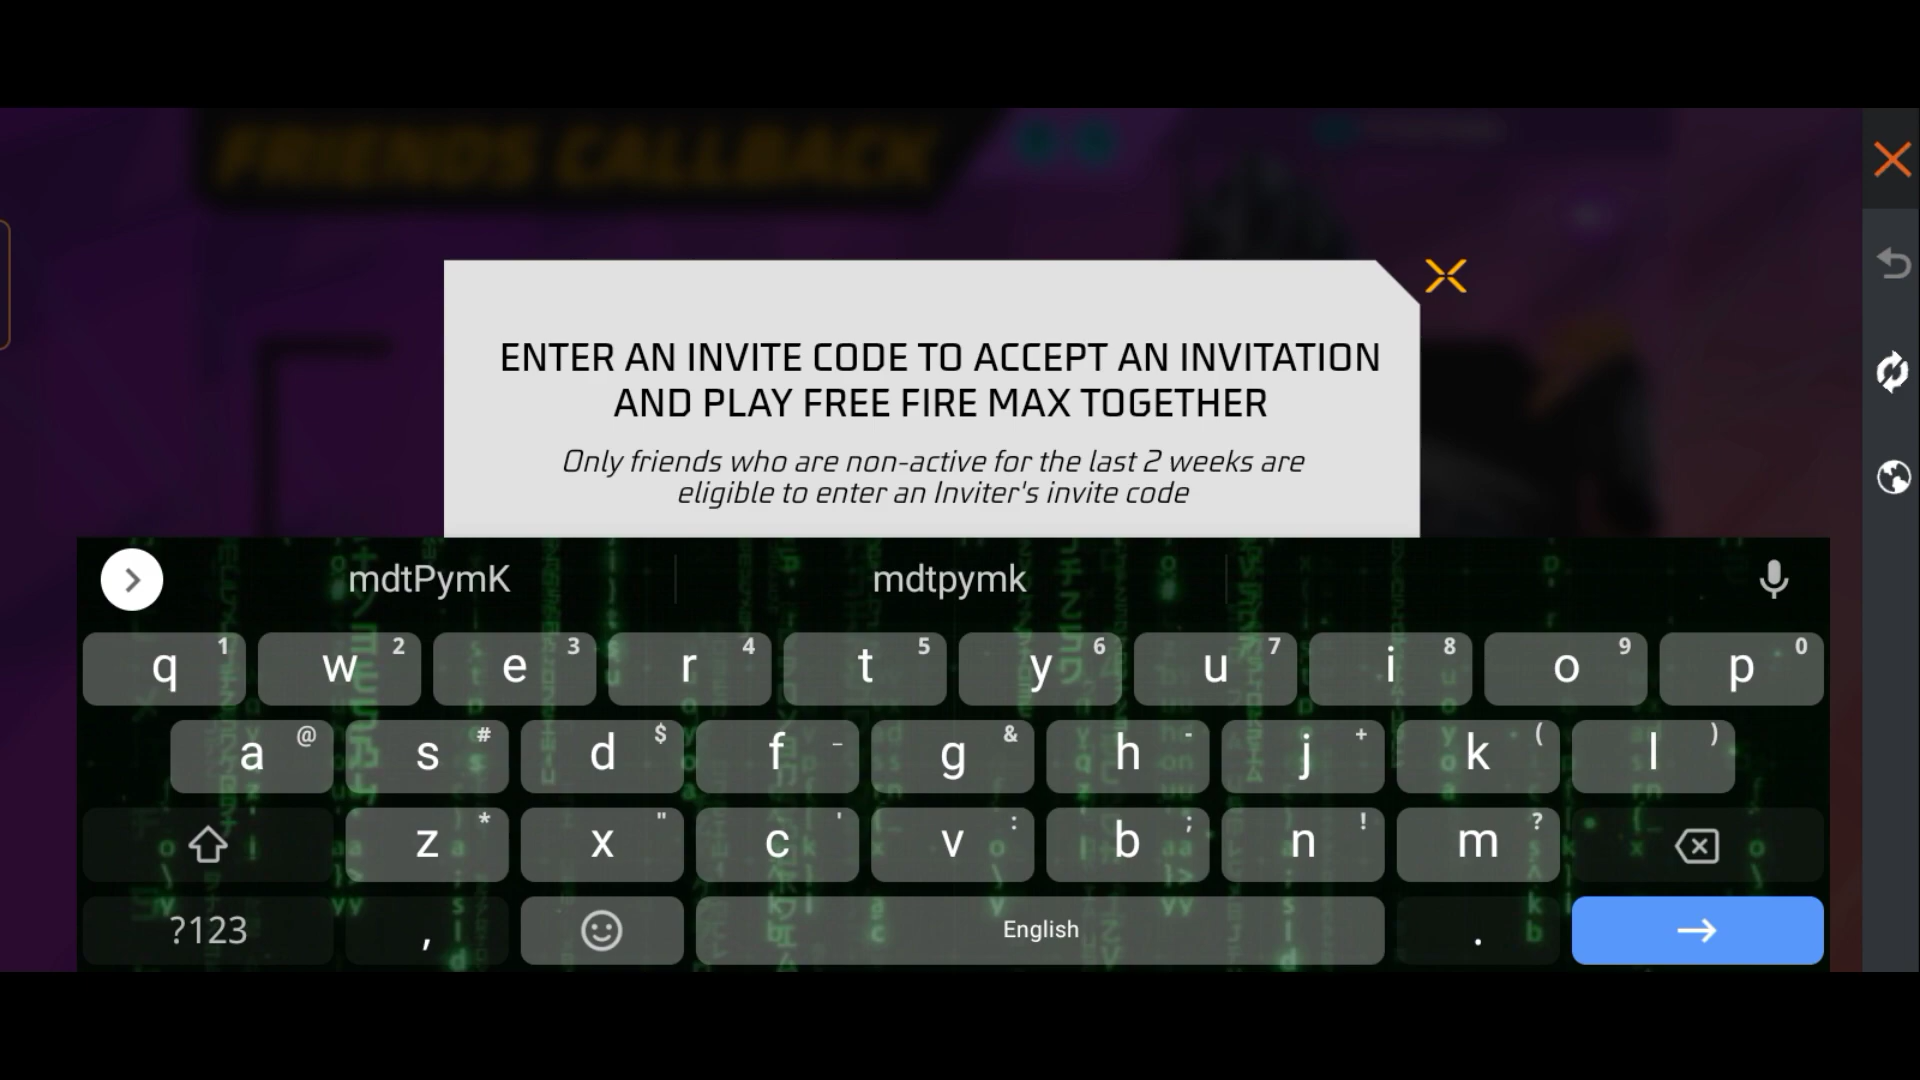 FRIENDS CALLBACK
ENTER AN INVITE CODE TO ACCEPT AN INVITATION
AND PLAY FREE FIRE MAX TOGETHER
Only friends who are non-active for the last 2 weeks are
eligible to enter an Inviter's invite code
mdtPymK mdtpymk
q 1 w 2 e 3 r 4 t 5 y 6 u 7 i 8 o 9 p 0
a @ s # d $ f _ g & h - j + k ( l )
z * x " c ' v : b ; n ! m ?
?123 , English .